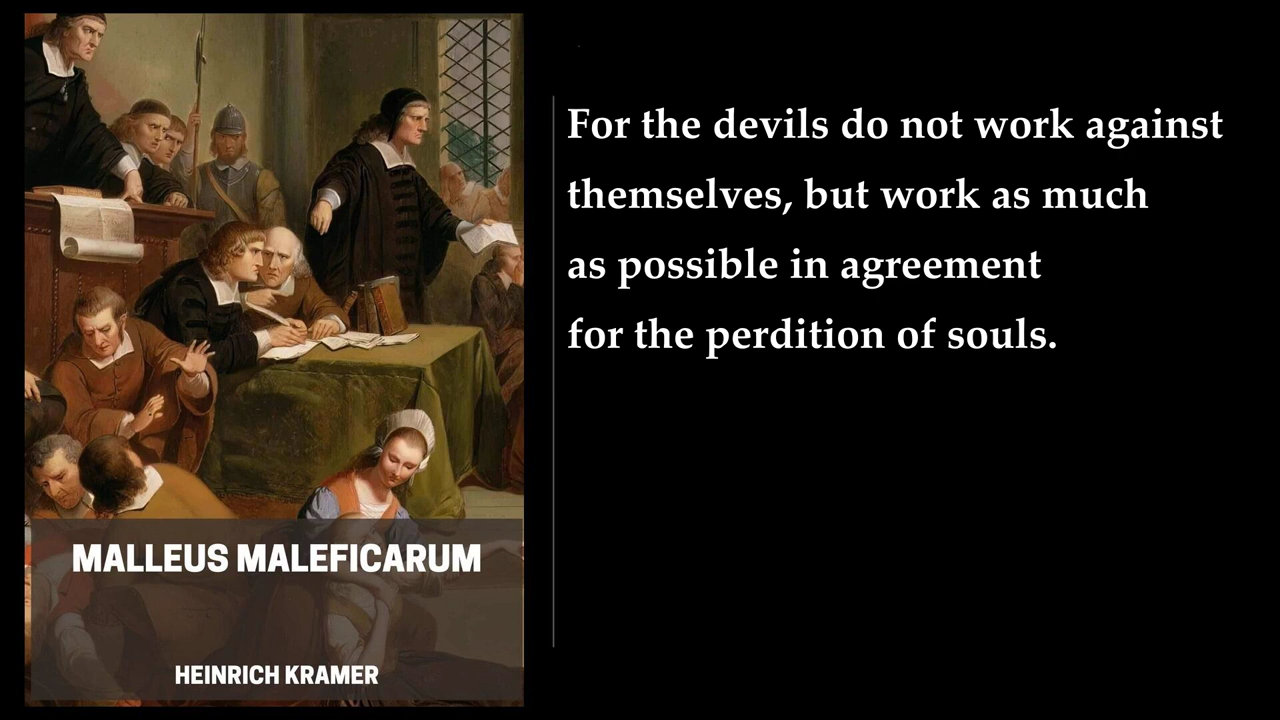 MALLEUS MALEFICARUM
HEINRICH KRAMER
For the devils do not work against
themselves, but work as much
as possible in agreement
for the perdition of souls.